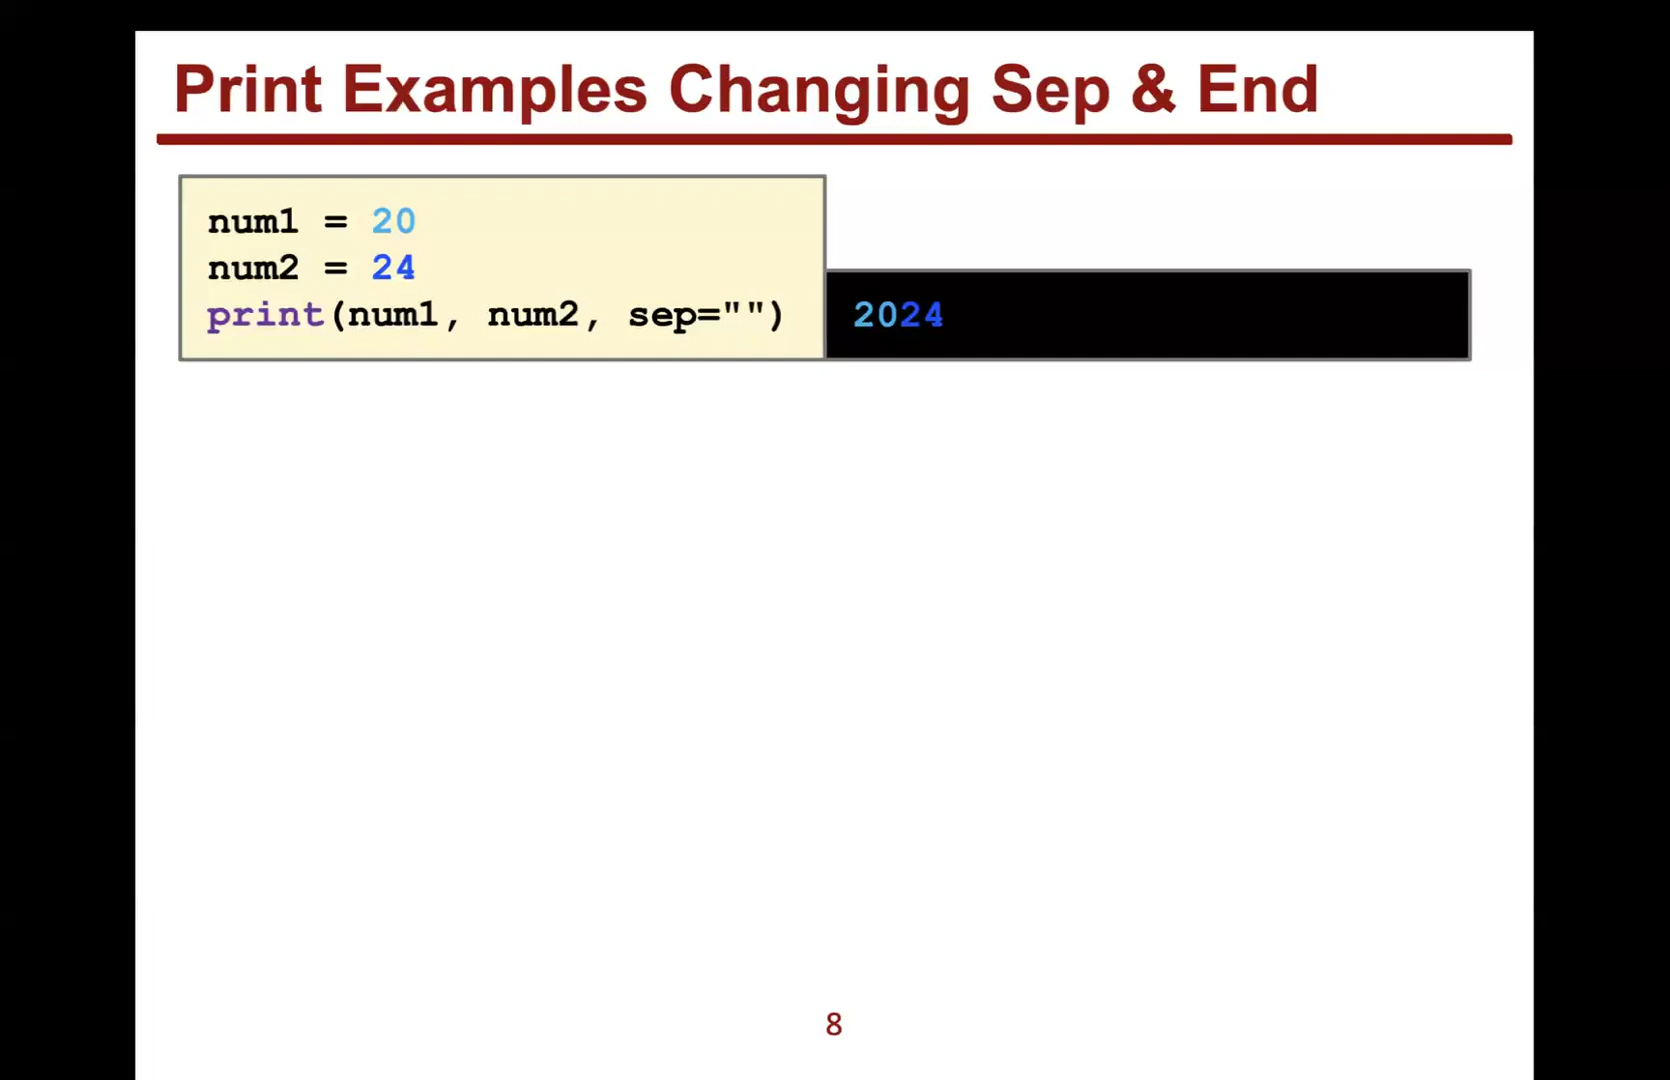 Print Examples Changing Sep & End
num1 = 20
num2 = 24
print(num1, num2, sep="")
2024
8